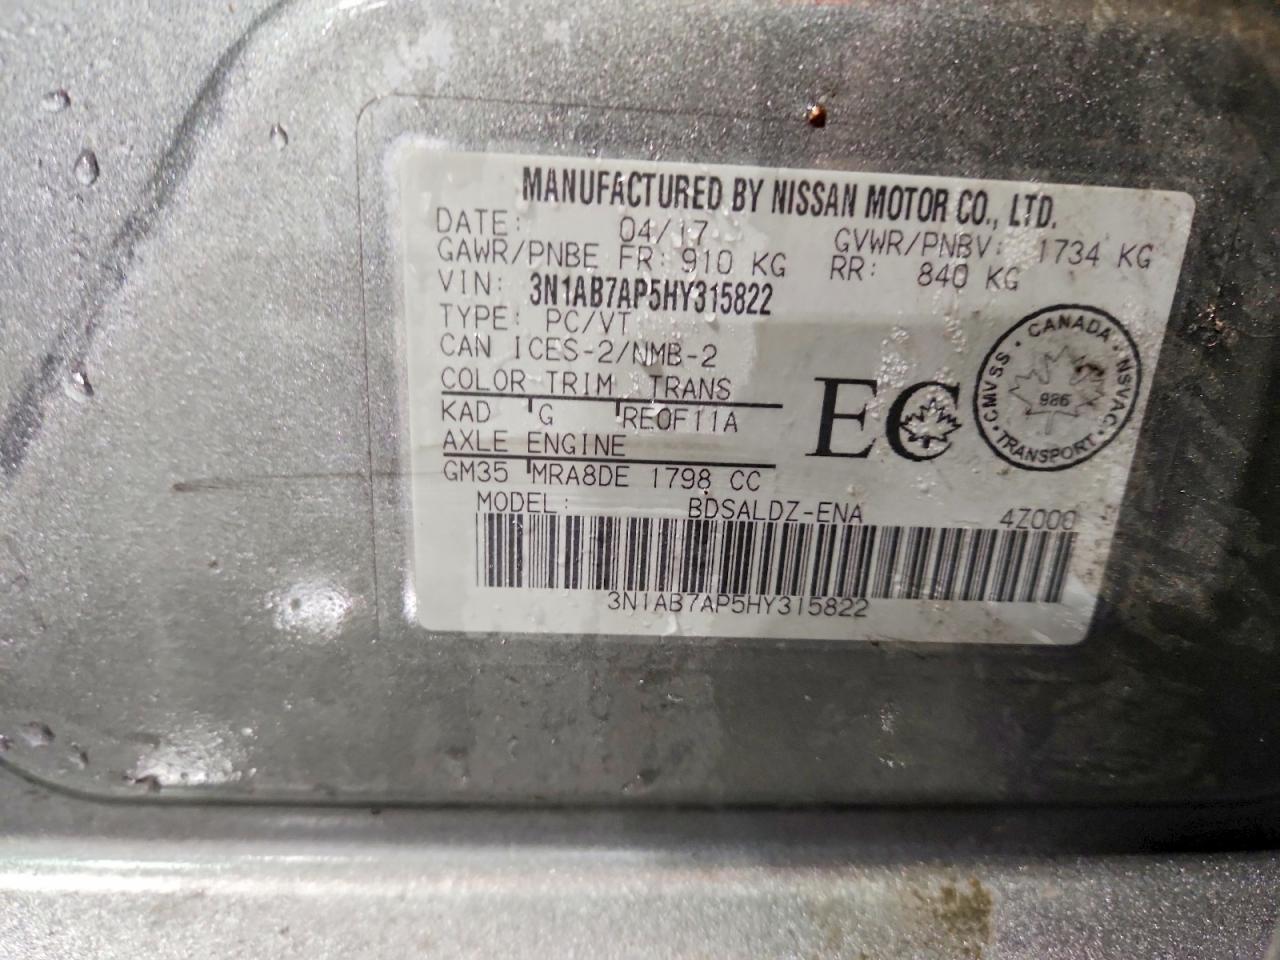 MANUFACTURED BY NISSAN MOTOR CO., LTD.
DATE: 04/17 GVWR/PNBV: 1734 KG
GAWR/PNBE FR: 910 KG RR: 840 KG
VIN: 3N1AB7AP5HY315822
TYPE: PC/VT
CAN ICES-2/NMB-2
COLOR TRIM TRANS
KAD G RE0F11A
AXLE ENGINE
GM35 MRA8DE 1798 CC
MODEL: BDSALDZ-ENA 4Z000
3N1AB7AP5HY315822
EC
CANADA · NSVAC · TRANSPORT · CMVSS ·
986